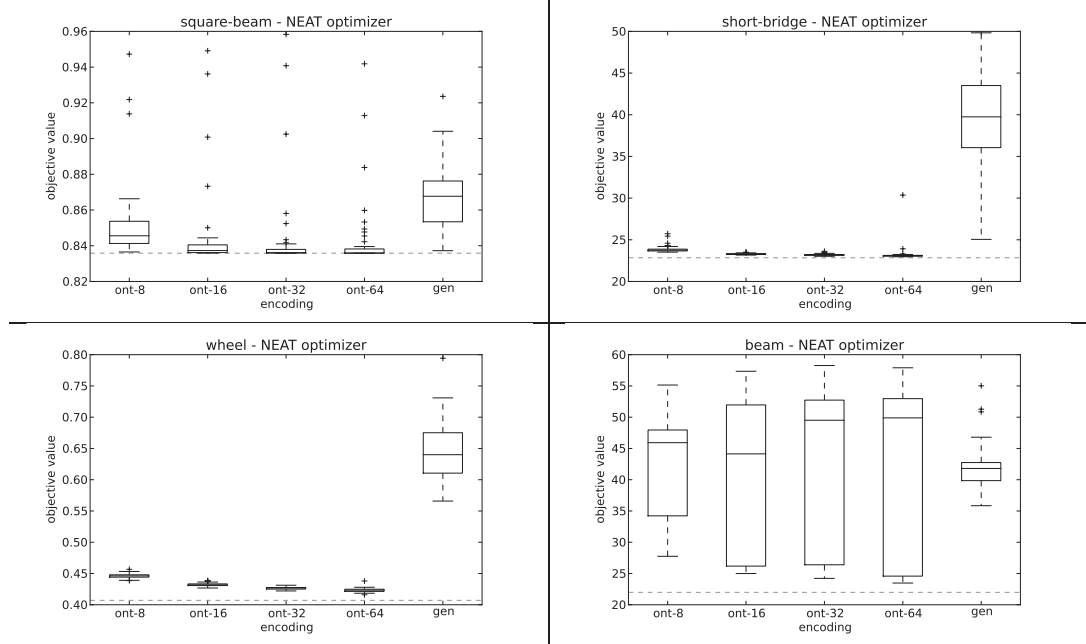 square-beam - NEAT optimizer
0.96
0.94
0.92
0.90
0.88
0.86
0.84
0.82
objective value
ont-8 ont-16 ont-32 ont-64 gen
encoding
short-bridge - NEAT optimizer
50
45
40
35
30
25
20
objective value
ont-8 ont-16 ont-32 ont-64 gen
encoding
wheel - NEAT optimizer
0.80
0.75
0.70
0.65
0.60
0.55
0.50
0.45
0.40
objective value
ont-8 ont-16 ont-32 ont-64 gen
encoding
beam - NEAT optimizer
60
55
50
45
40
35
30
25
20
objective value
ont-8 ont-16 ont-32 ont-64 gen
encoding